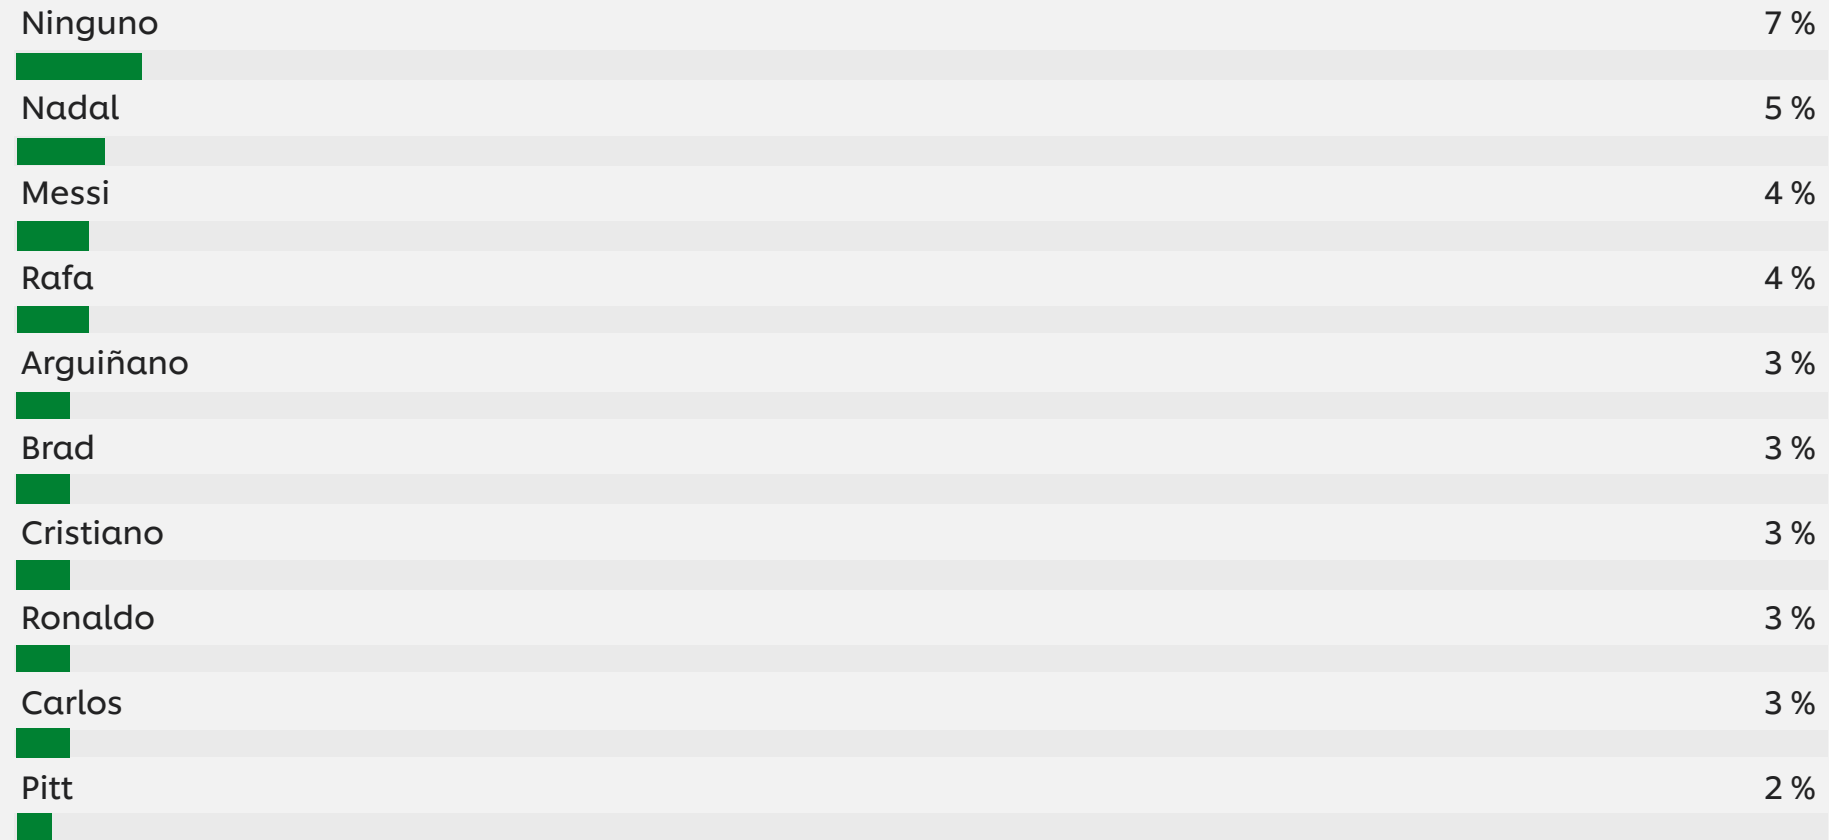 Ninguno 7 %
Nadal 5 %
Messi 4 %
Rafa 4 %
Arguiñano 3 %
Brad 3 %
Cristiano 3 %
Ronaldo 3 %
Carlos 3 %
Pitt 2 %